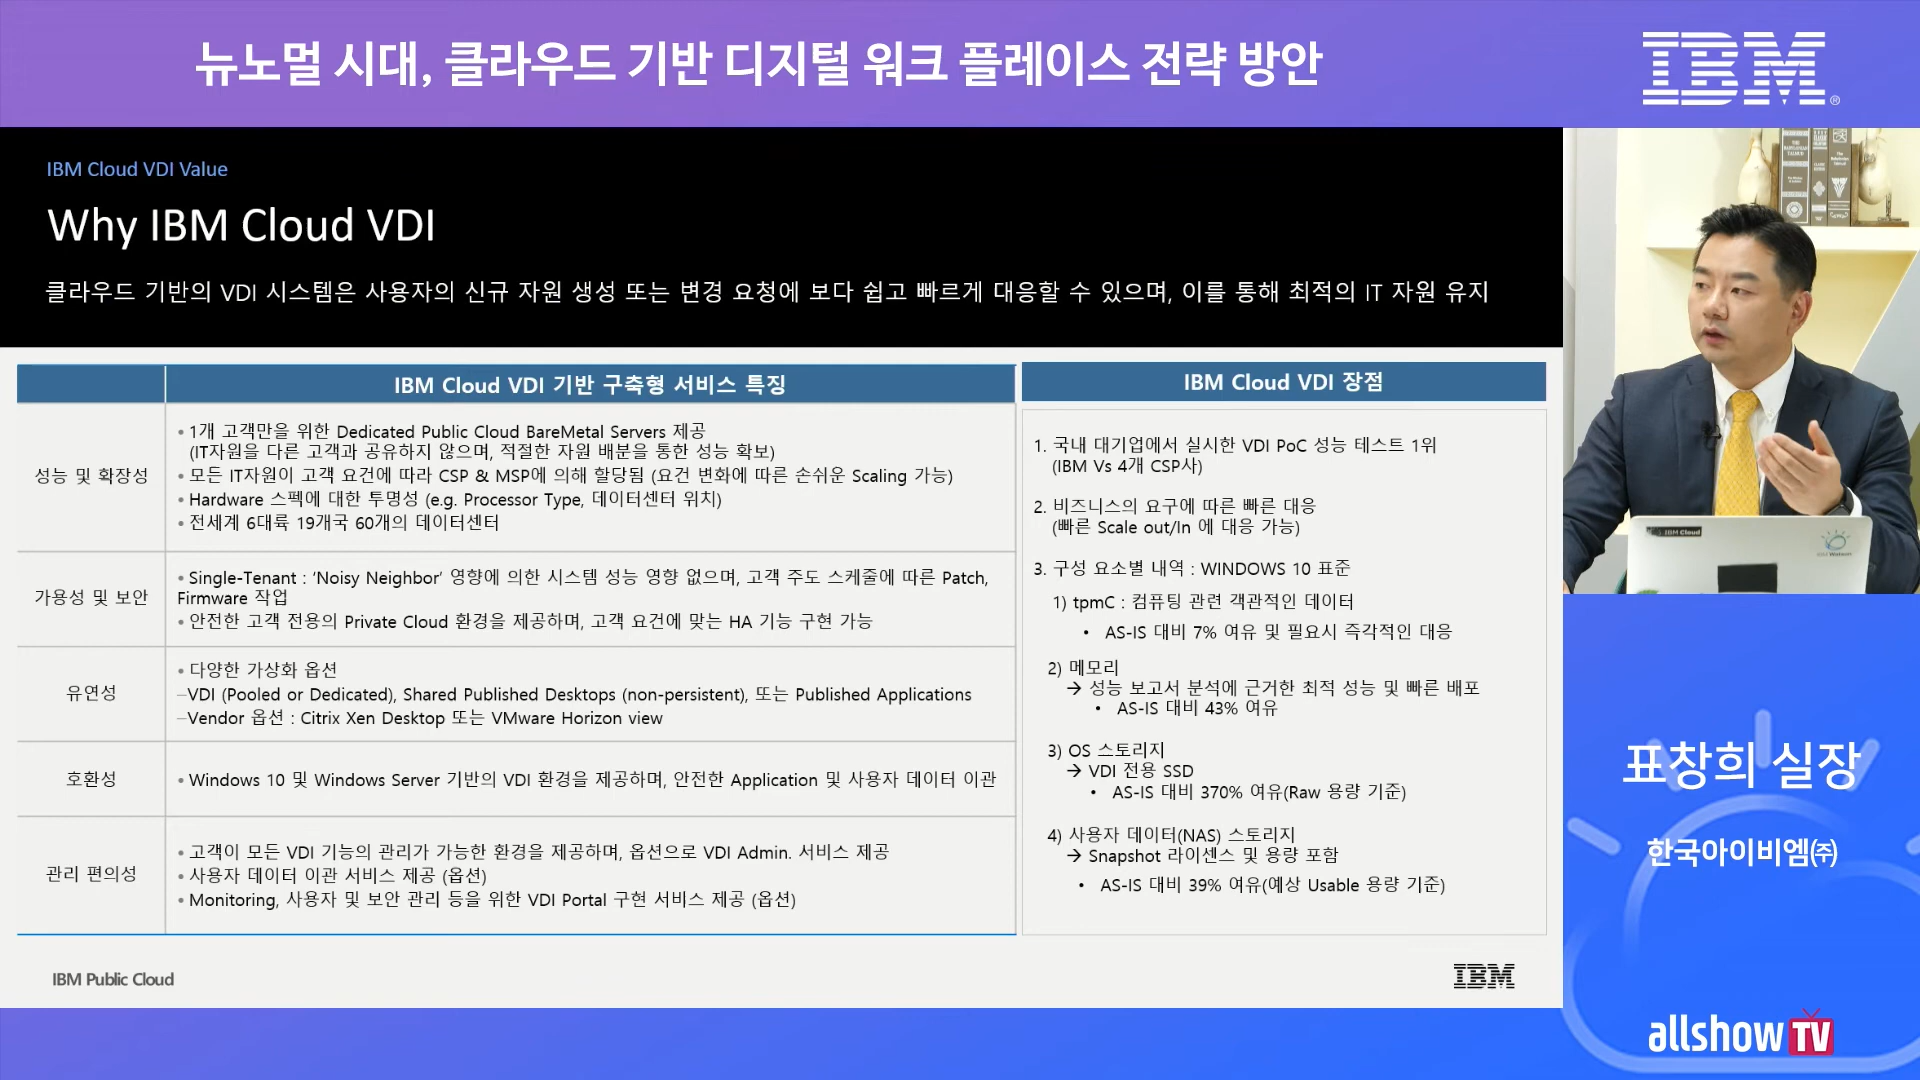 뉴노멀 시대, 클라우드 기반 디지털 워크 플레이스 전략 방안
IBM®
IBM Cloud VDI Value
Why IBM Cloud VDI
클라우드 기반의 VDI 시스템은 사용자의 신규 자원 생성 또는 변경 요청에 보다 쉽고 빠르게 대응할 수 있으며, 이를 통해 최적의 IT 자원 유지
IBM Cloud VDI 기반 구축형 서비스 특징
성능 및 확장성
• 1개 고객만을 위한 Dedicated Public Cloud BareMetal Servers 제공
(IT자원을 다른 고객과 공유하지 않으며, 적절한 자원 배분을 통한 성능 확보)
• 모든 IT자원이 고객 요건에 따라 CSP & MSP에 의해 할당됨 (요건 변화에 따른 손쉬운 Scaling 가능)
• Hardware 스펙에 대한 투명성 (e.g. Processor Type, 데이터센터 위치)
• 전세계 6대륙 19개국 60개의 데이터센터
가용성 및 보안
• Single-Tenant : ‘Noisy Neighbor’ 영향에 의한 시스템 성능 영향 없으며, 고객 주도 스케줄에 따른 Patch,
Firmware 작업
• 안전한 고객 전용의 Private Cloud 환경을 제공하며, 고객 요건에 맞는 HA 기능 구현 가능
유연성
• 다양한 가상화 옵션
–VDI (Pooled or Dedicated), Shared Published Desktops (non-persistent), 또는 Published Applications
–Vendor 옵션 : Citrix Xen Desktop 또는 VMware Horizon view
호환성
• Windows 10 및 Windows Server 기반의 VDI 환경을 제공하며, 안전한 Application 및 사용자 데이터 이관
관리 편의성
• 고객이 모든 VDI 기능의 관리가 가능한 환경을 제공하며, 옵션으로 VDI Admin. 서비스 제공
• 사용자 데이터 이관 서비스 제공 (옵션)
• Monitoring, 사용자 및 보안 관리 등을 위한 VDI Portal 구현 서비스 제공 (옵션)
IBM Cloud VDI 장점
1. 국내 대기업에서 실시한 VDI PoC 성능 테스트 1위
(IBM Vs 4개 CSP사)
2. 비즈니스의 요구에 따른 빠른 대응
(빠른 Scale out/In 에 대응 가능)
3. 구성 요소별 내역 : WINDOWS 10 표준
1) tpmC : 컴퓨팅 관련 객관적인 데이터
• AS-IS 대비 7% 여유 및 필요시 즉각적인 대응
2) 메모리
→ 성능 보고서 분석에 근거한 최적 성능 및 빠른 배포
• AS-IS 대비 43% 여유
3) OS 스토리지
→ VDI 전용 SSD
• AS-IS 대비 370% 여유(Raw 용량 기준)
4) 사용자 데이터(NAS) 스토리지
→ Snapshot 라이센스 및 용량 포함
• AS-IS 대비 39% 여유(예상 Usable 용량 기준)
IBM Public Cloud
IBM
IBM Cloud
IBM Watson
표창희 실장
한국아이비엠㈜
allshow TV